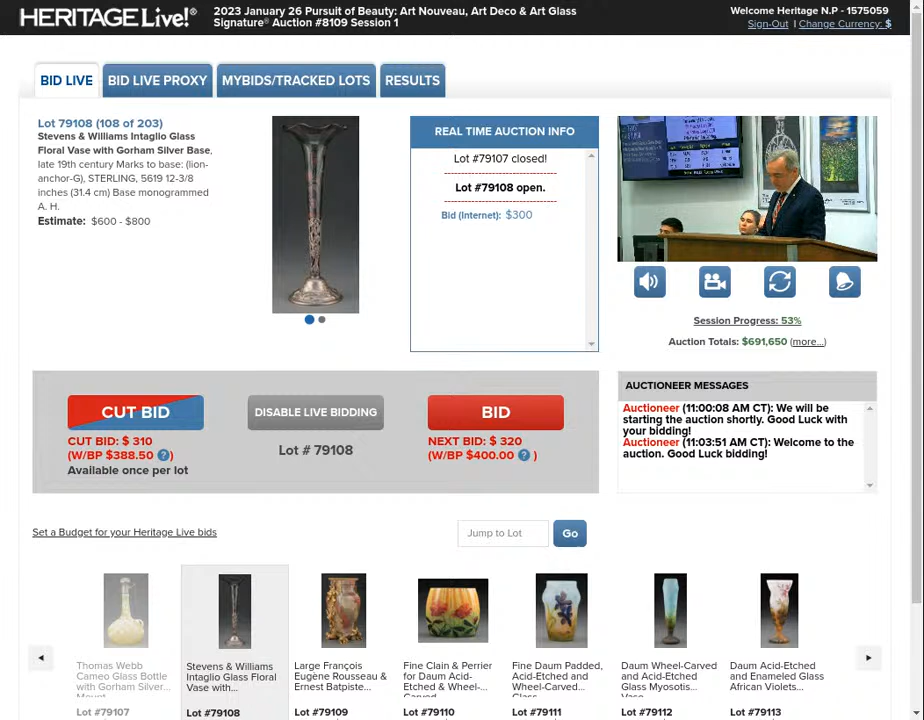 HERITAGE Live!®
2023 January 26 Pursuit of Beauty: Art Nouveau, Art Deco & Art Glass
Signature® Auction #8109 Session 1
Welcome Heritage N.P - 1575059
Sign-Out | Change Currency: $
BID LIVE
BID LIVE PROXY
MYBIDS/TRACKED LOTS
RESULTS
Lot 79108 (108 of 203)
Stevens & Williams Intaglio Glass
Floral Vase with Gorham Silver Base,
late 19th century Marks to base: (lion-
anchor-G), STERLING, 5619 12-3/8
inches (31.4 cm) Base monogrammed
A. H.
Estimate: $600 - $800
REAL TIME AUCTION INFO
Lot #79107 closed!
Lot #79108 open.
Bid (Internet): $300
Session Progress: 53%
Auction Totals: $691,650 (more...)
CUT BID
CUT BID: $ 310
(W/BP $388.50 ?)
Available once per lot
DISABLE LIVE BIDDING
Lot # 79108
BID
NEXT BID: $ 320
(W/BP $400.00 ? )
AUCTIONEER MESSAGES
Auctioneer (11:00:08 AM CT): We will be
starting the auction shortly. Good Luck with
your bidding!
Auctioneer (11:03:51 AM CT): Welcome to the
auction. Good Luck bidding!
Set a Budget for your Heritage Live bids
Jump to Lot
Go
Thomas Webb
Cameo Glass Bottle
with Gorham Silver...
Mount
Lot #79107
Stevens & Williams
Intaglio Glass Floral
Vase with...
Lot #79108
Large François
Eugène Rousseau &
Ernest Batpiste...
Lot #79109
Fine Clain & Perrier
for Daum Acid-
Etched & Wheel-
Carved...
Lot #79110
Fine Daum Padded,
Acid-Etched and
Wheel-Carved...
Glass
Lot #79111
Daum Wheel-Carved
and Acid-Etched
Glass Myosotis...
Vase
Lot #79112
Daum Acid-Etched
and Enameled Glass
African Violets...
Lot #79113